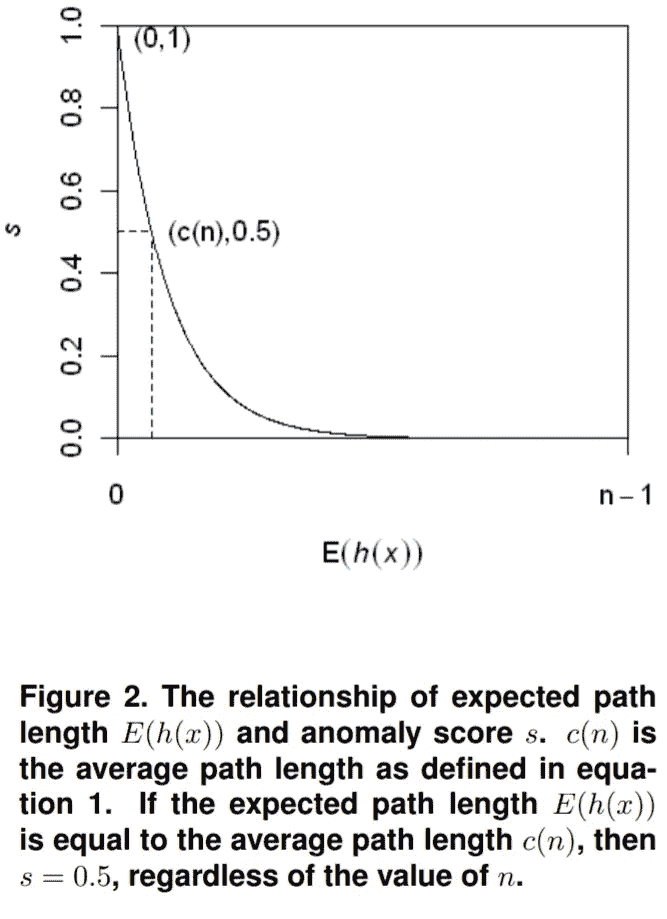 1.0
(0,1)
0.8
0.6
(c(n),0.5)
s
0.4
0.2
0.0
0
n − 1
E(h(x))
Figure 2. The relationship of expected path
length E(h(x)) and anomaly score s. c(n) is
the average path length as defined in equa-
tion 1. If the expected path length E(h(x))
is equal to the average path length c(n), then
s = 0.5, regardless of the value of n.